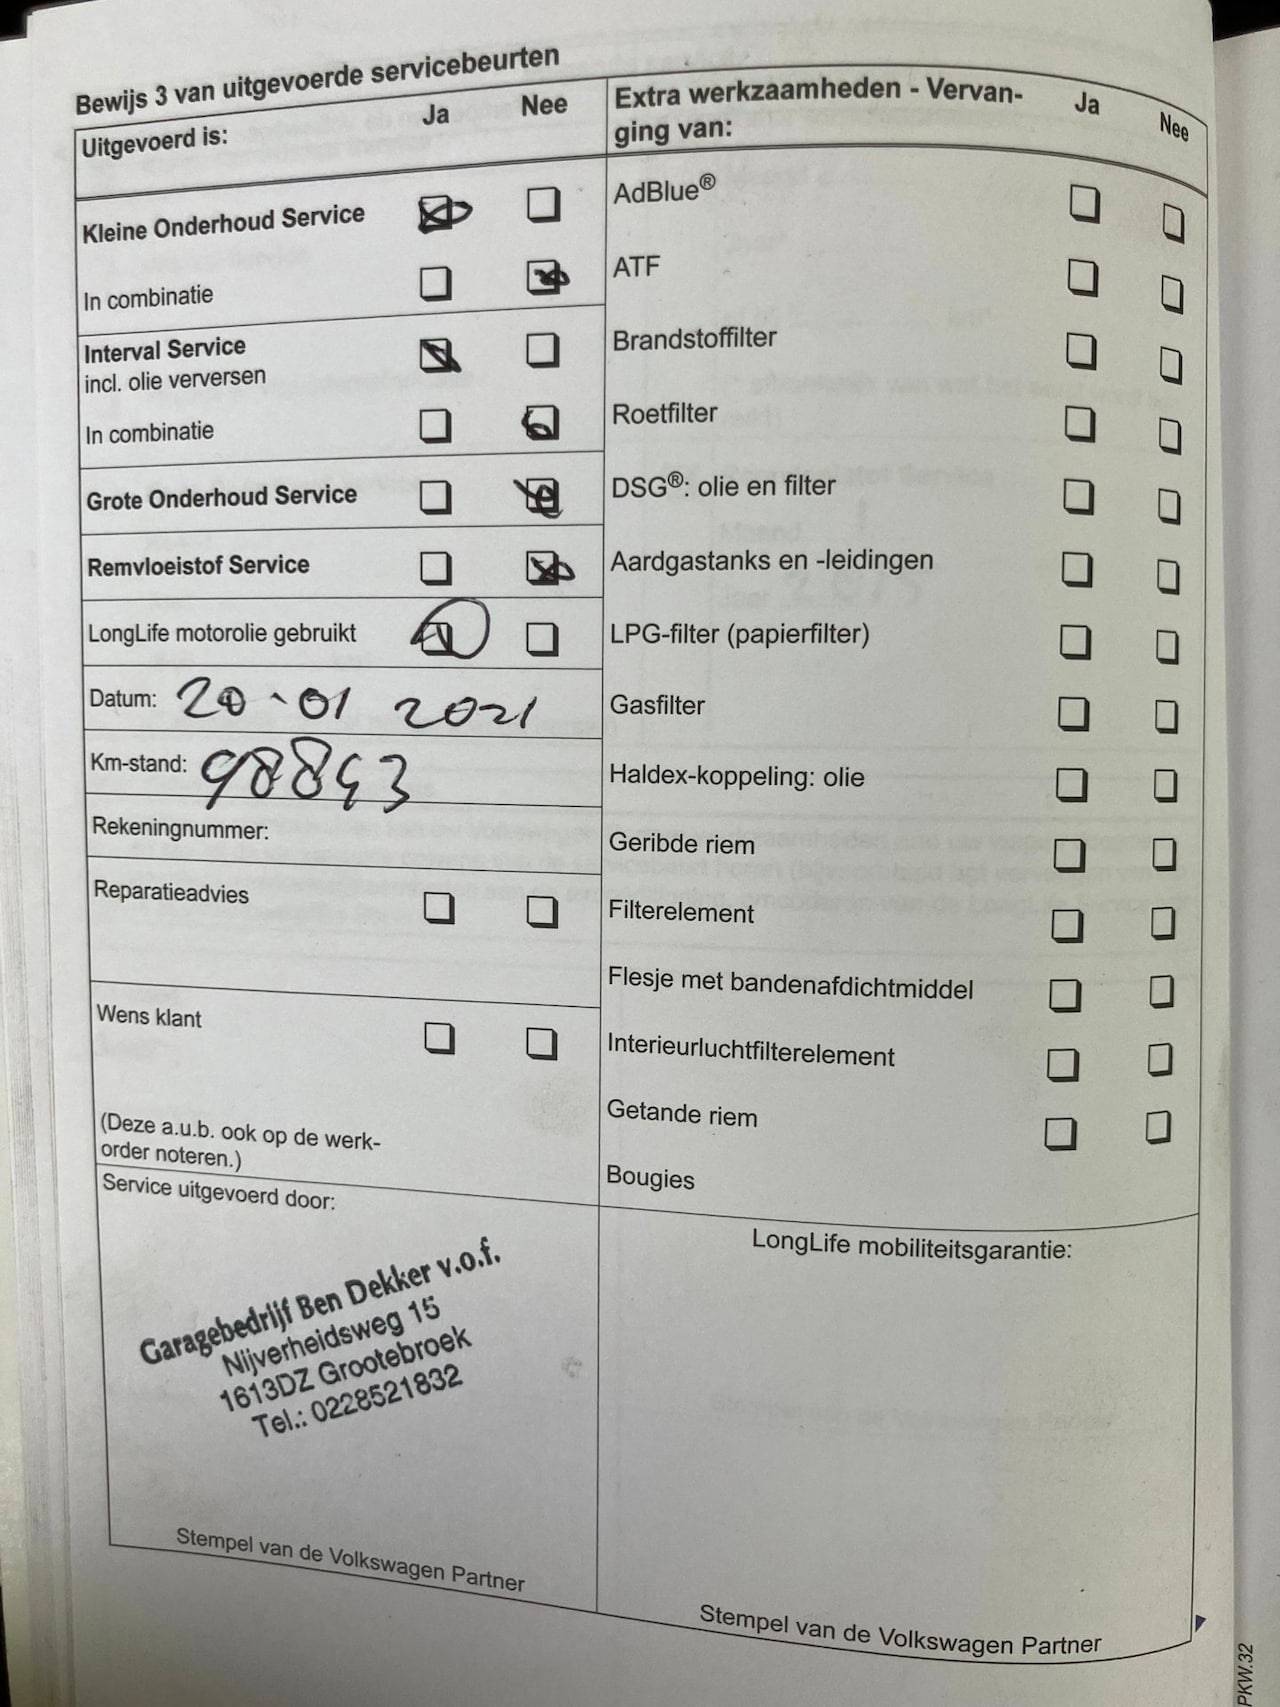 Bewijs 3 van uitgevoerde servicebeurten
Uitgevoerd is: Ja Nee
Kleine Onderhoud Service
In combinatie
Interval Service
incl. olie verversen
In combinatie
Grote Onderhoud Service
Remvloeistof Service
LongLife motorolie gebruikt
Datum: 20-01 2021
Km-stand: 98893
Rekeningnummer:
Reparatieadvies
Wens klant
(Deze a.u.b. ook op de werk-
order noteren.)
Service uitgevoerd door:
Garagebedrijf Ben Dekker v.o.f.
Nijverheidsweg 15
1613DZ Grootebroek
Tel.: 0228521832
Stempel van de Volkswagen Partner
Extra werkzaamheden - Vervan-
ging van: Ja Nee
AdBlue®
ATF
Brandstoffilter
Roetfilter
DSG®: olie en filter
Aardgastanks en -leidingen
LPG-filter (papierfilter)
Gasfilter
Haldex-koppeling: olie
Geribde riem
Filterelement
Flesje met bandenafdichtmiddel
Interieurluchtfilterelement
Getande riem
Bougies
LongLife mobiliteitsgarantie:
Stempel van de Volkswagen Partner
PKW.32